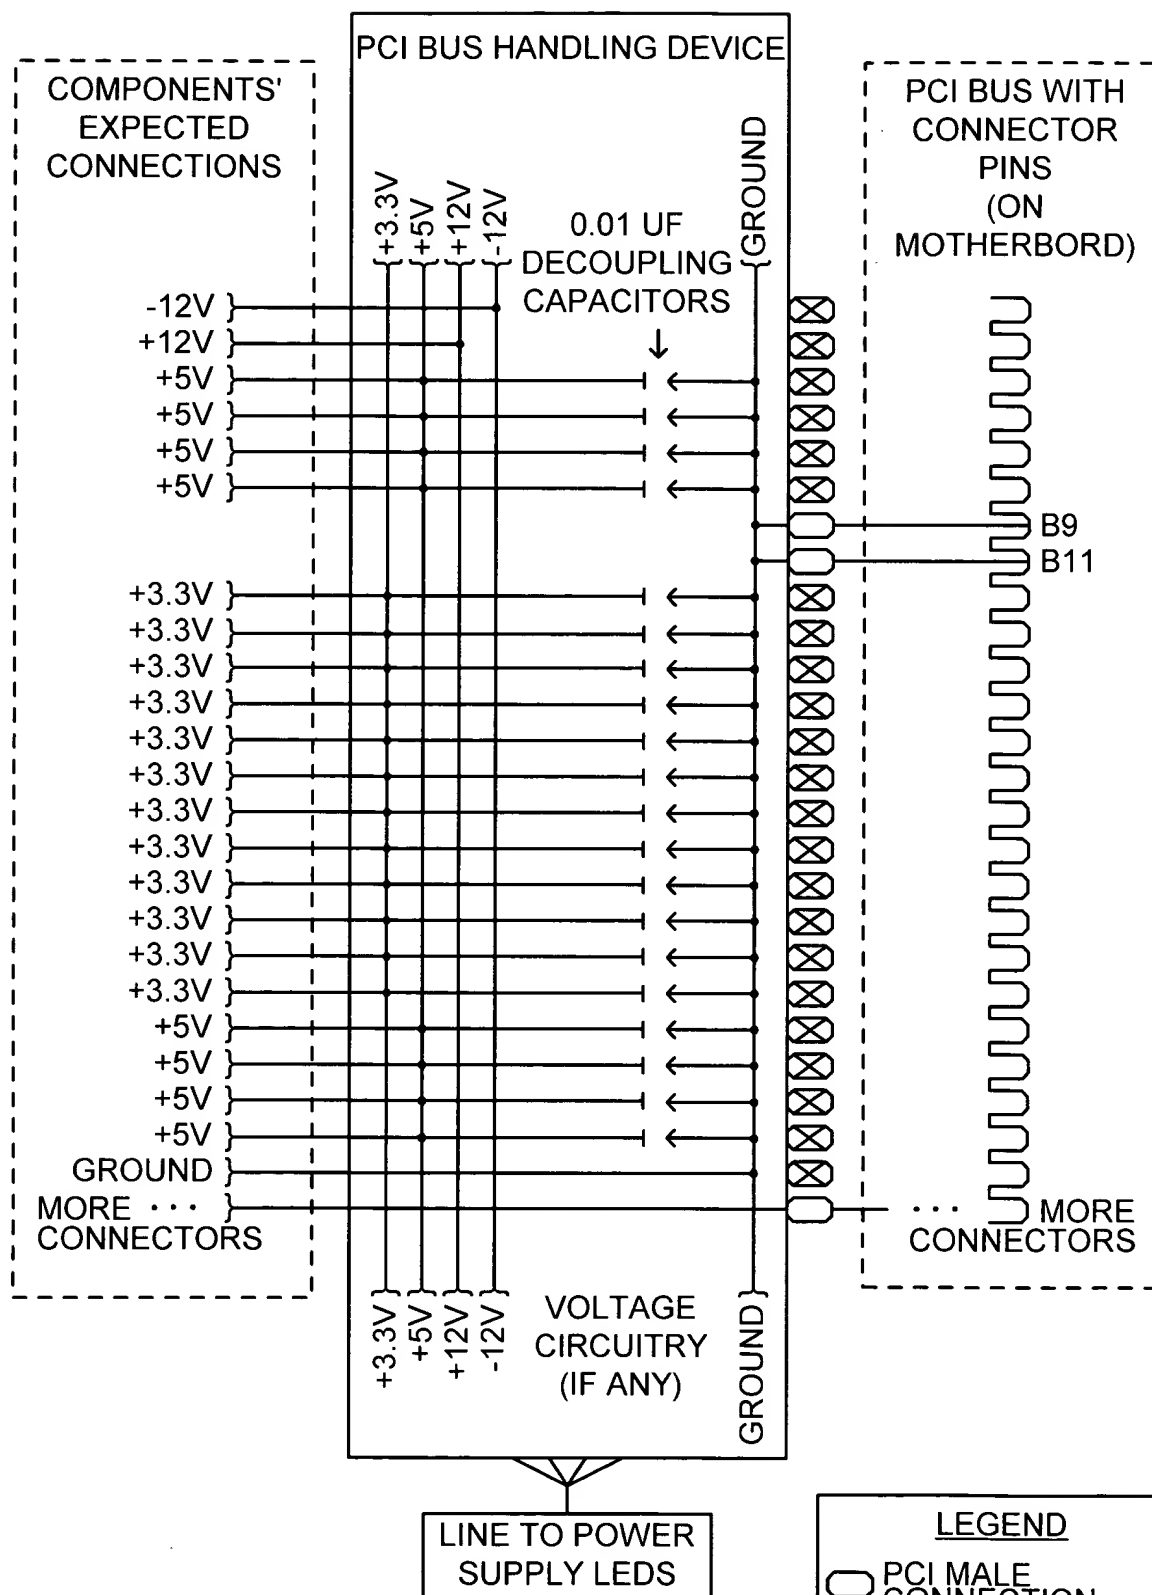 PCI BUS HANDLING DEVICE
COMPONENTS'
EXPECTED
CONNECTIONS
PCI BUS WITH
CONNECTOR
PINS
(ON
MOTHERBORD)
+3.3V
+5V
+12V
-12V
0.01 UF
DECOUPLING
CAPACITORS
GROUND
-12V
+12V
+5V
+5V
+5V
+5V
B9
B11
+3.3V
+3.3V
+3.3V
+3.3V
+3.3V
+3.3V
+3.3V
+3.3V
+3.3V
+3.3V
+3.3V
+3.3V
+5V
+5V
+5V
+5V
GROUND
MORE ...
CONNECTORS
... MORE
CONNECTORS
+3.3V
+5V
+12V
-12V
VOLTAGE
CIRCUITRY
(IF ANY)
GROUND
LINE TO POWER
SUPPLY LEDS
LEGEND
PCI MALE
CONNECTION